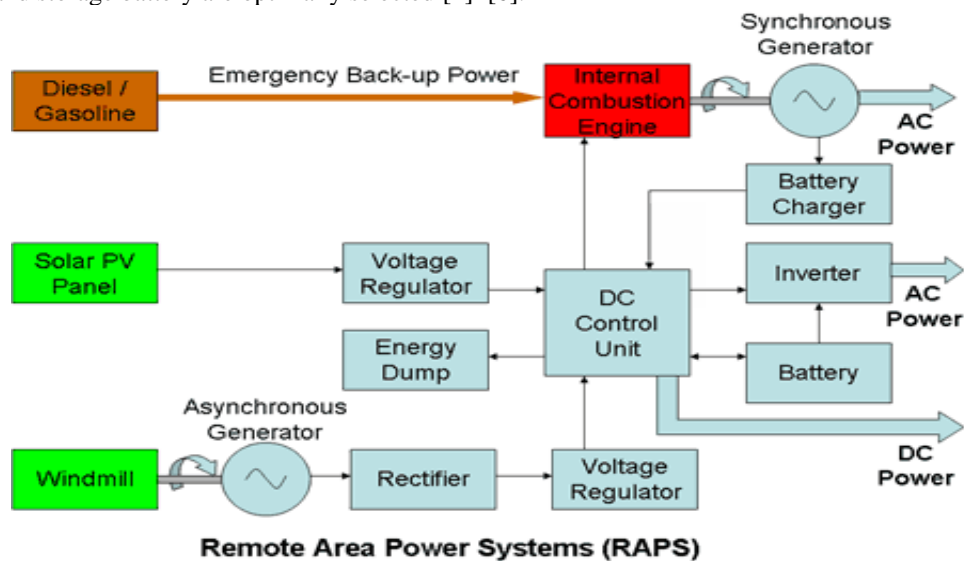 Synchronous
Generator
Diesel /
Gasoline
Emergency Back-up Power
Internal
Combustion
Engine
AC
Power
Battery
Charger
Solar PV
Panel
Voltage
Regulator
DC
Control
Unit
Inverter
AC
Power
Energy
Dump
Battery
Asynchronous
Generator
DC
Power
Windmill
Rectifier
Voltage
Regulator
Remote Area Power Systems (RAPS)